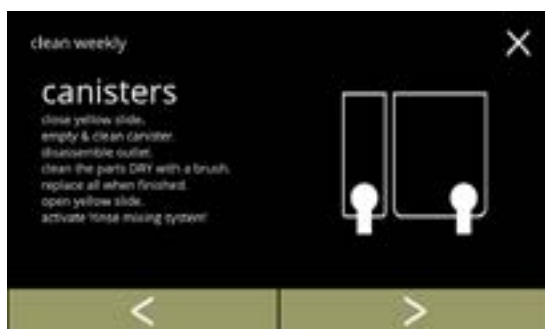 clean weekly
canisters
close yellow slide.
empty & clean canister.
disassemble outlet.
clean the parts DRY with a brush.
replace all when finished.
open yellow slide.
activate 'rinse mixing system'